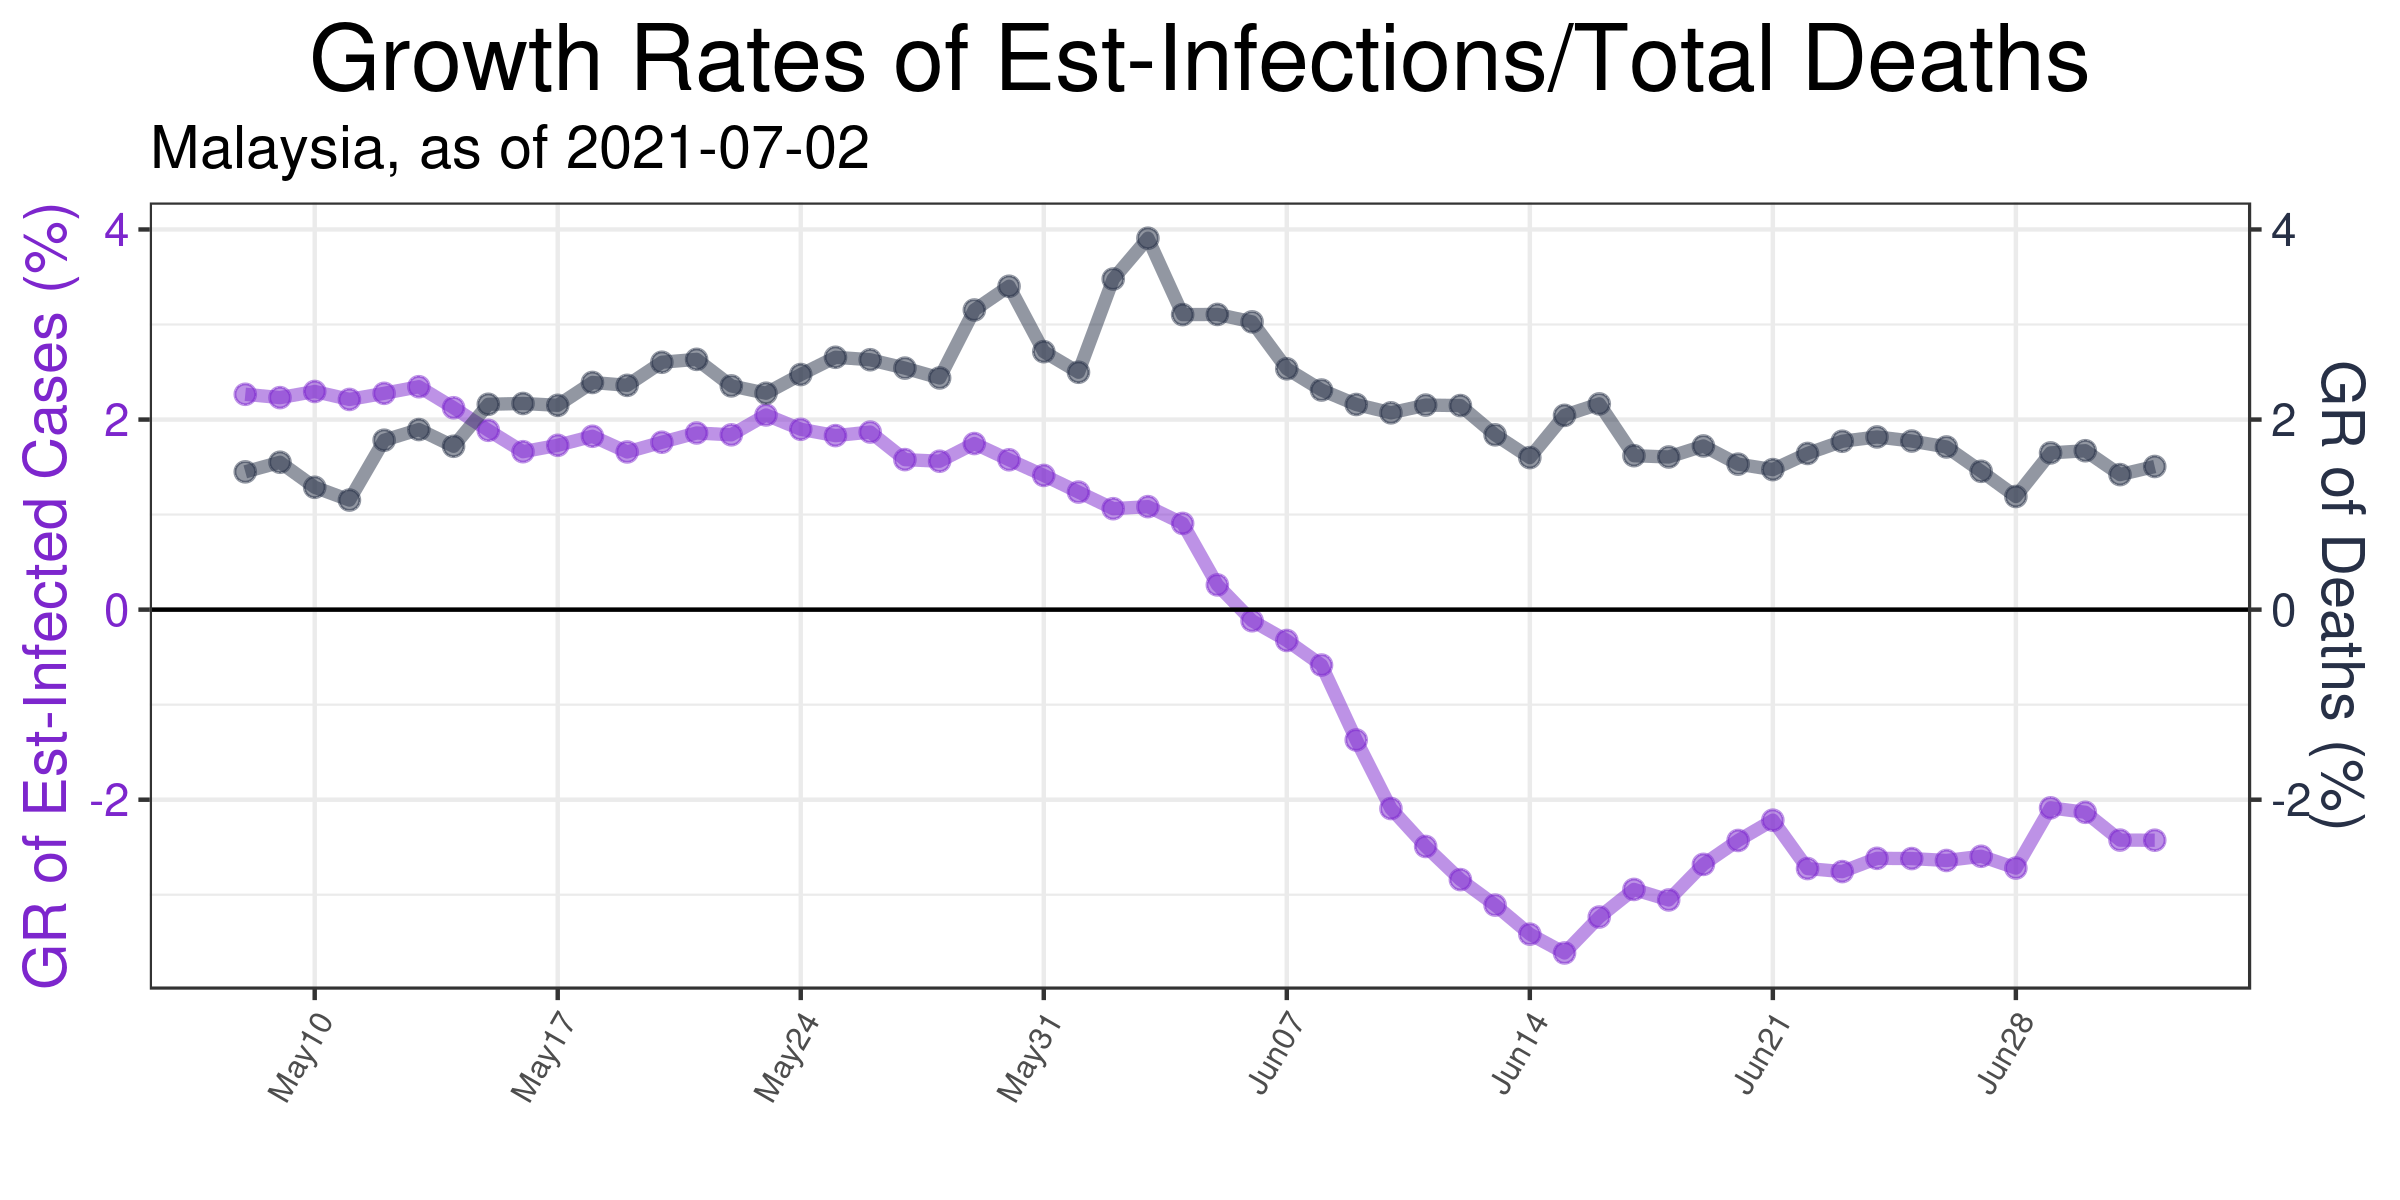 Growth Rates of Est-Infections/Total Deaths
Malaysia, as of 2021-07-02
GR of Est-Infected Cases (%)
4
2
0
-2
4
2
0
-2
GR of Deaths (%)
May10
May17
May24
May31
Jun07
Jun14
Jun21
Jun28